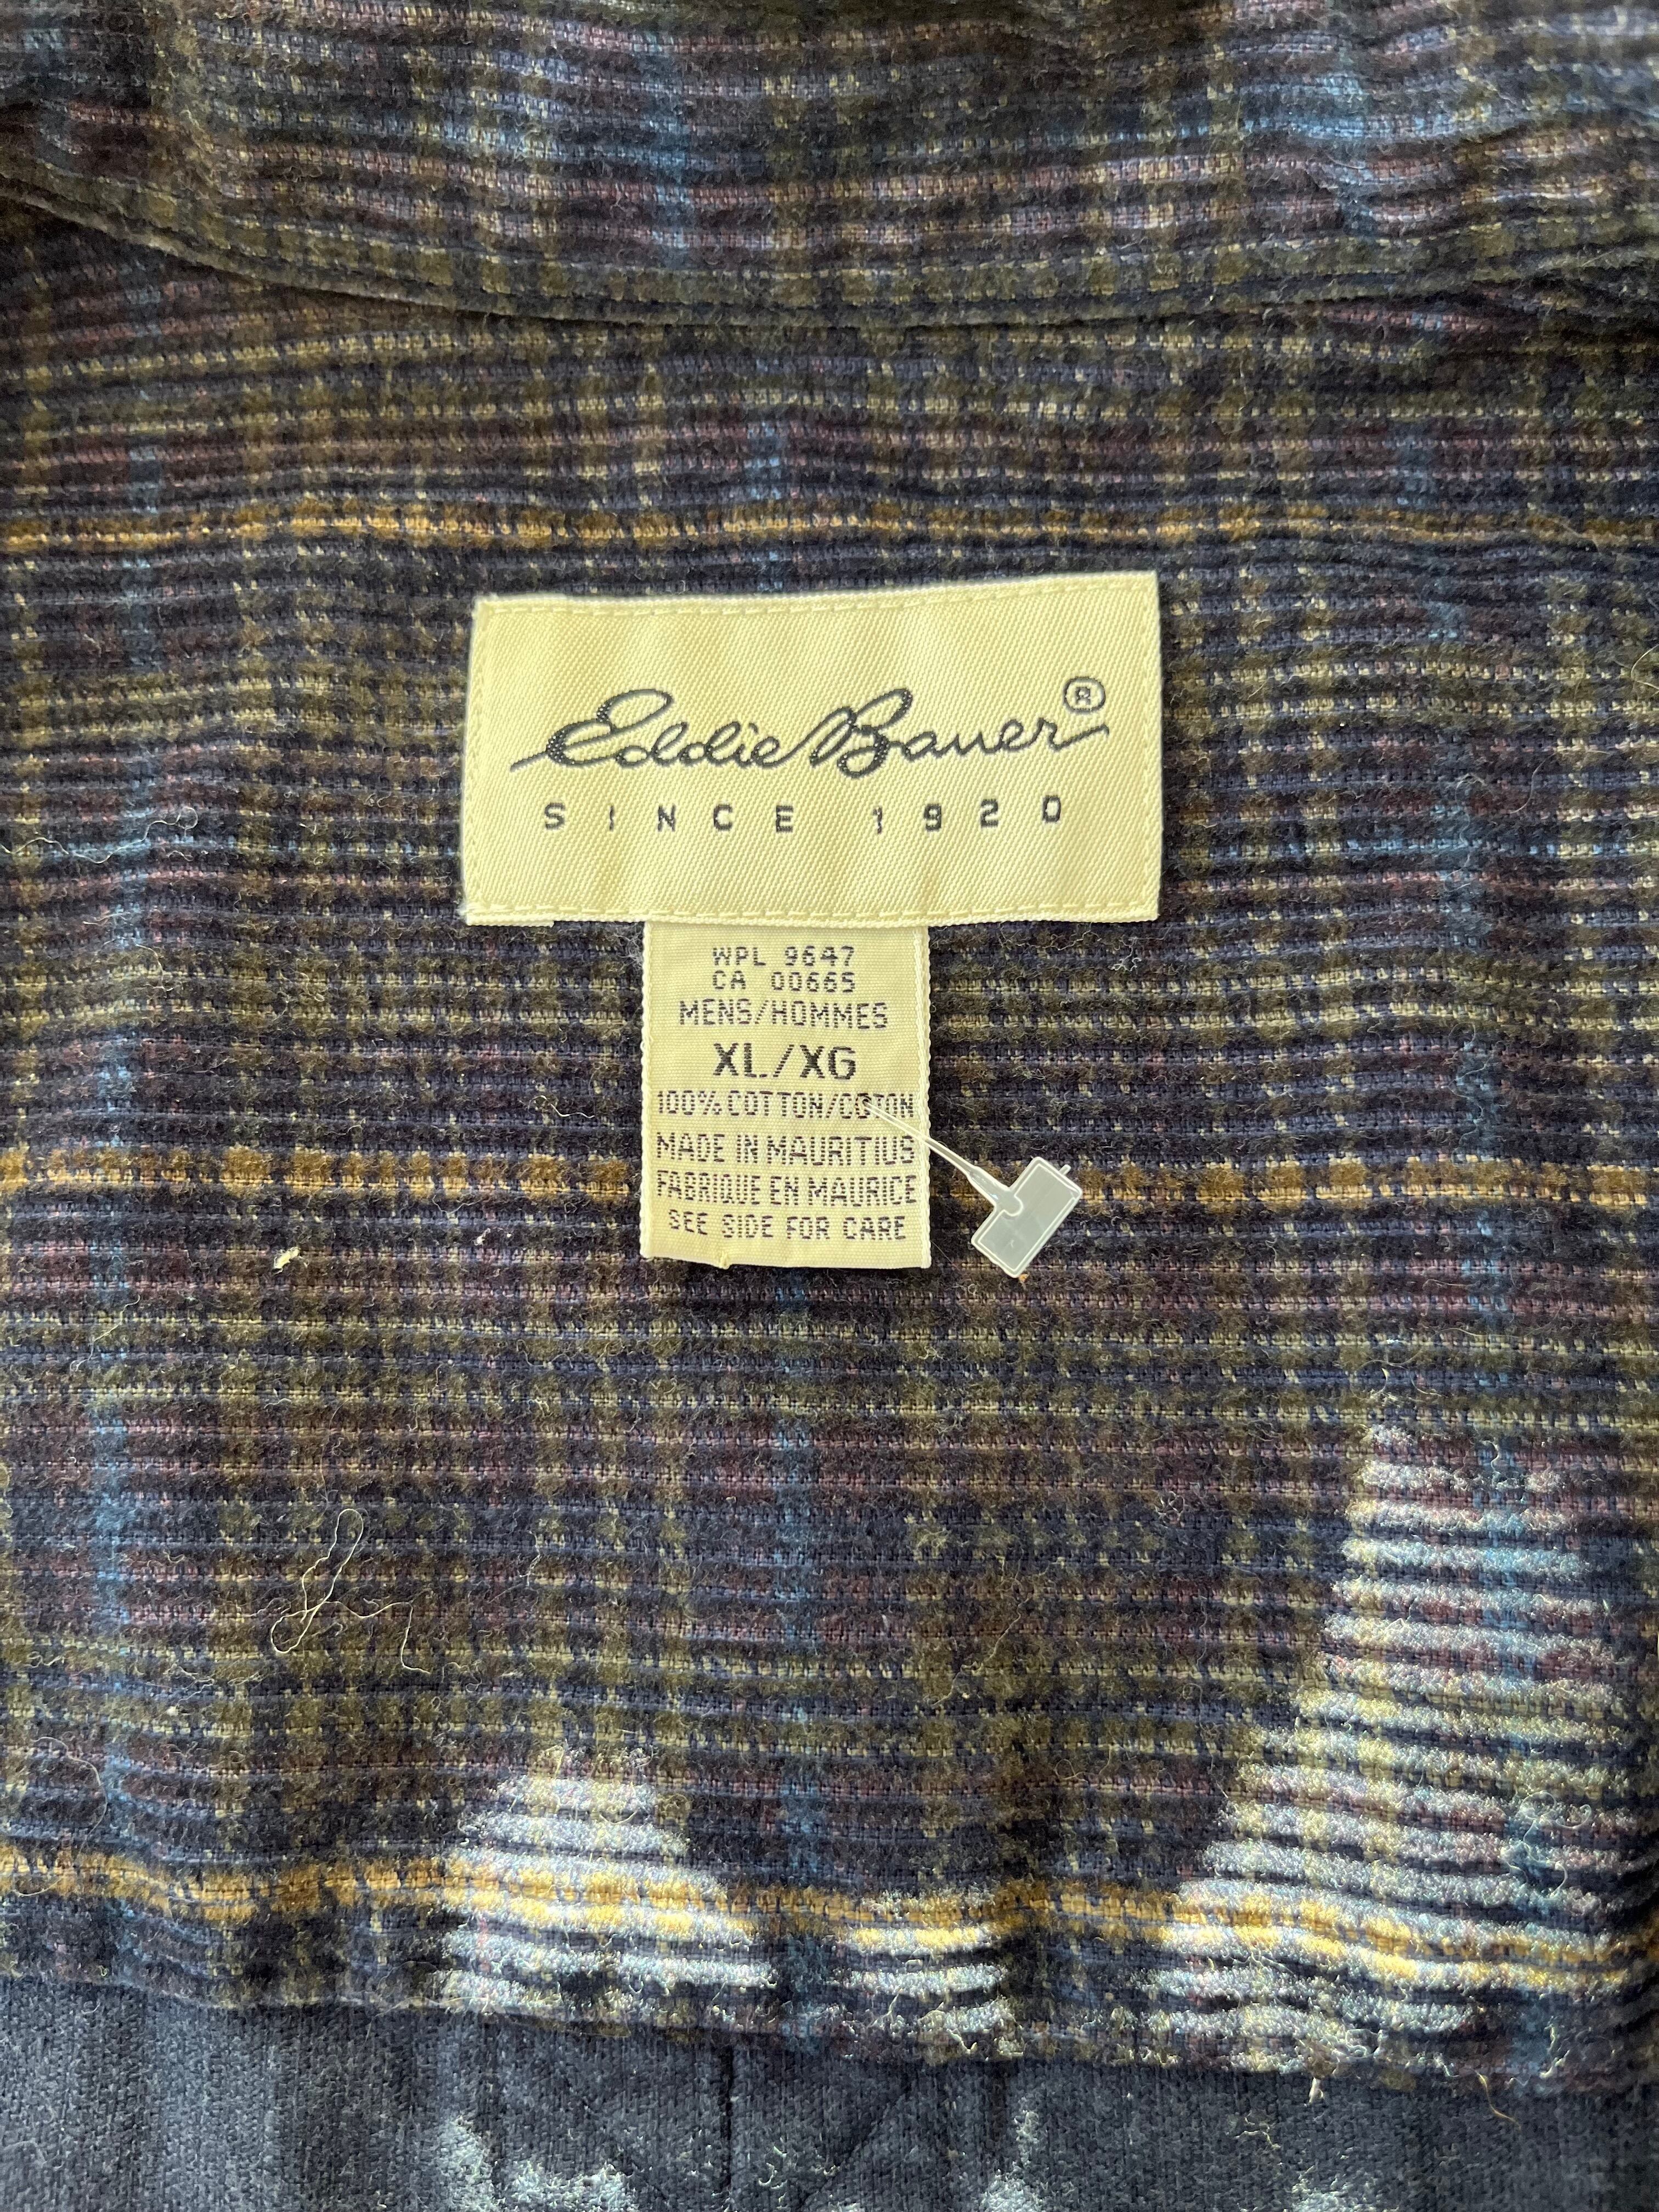 Eddie Bauer®
SINCE 1920
WPL 9647
CA 00665
MENS/HOMMES
XL/XG
100% COTTON/COTON
MADE IN MAURITIUS
FABRIQUE EN MAURICE
SEE SIDE FOR CARE